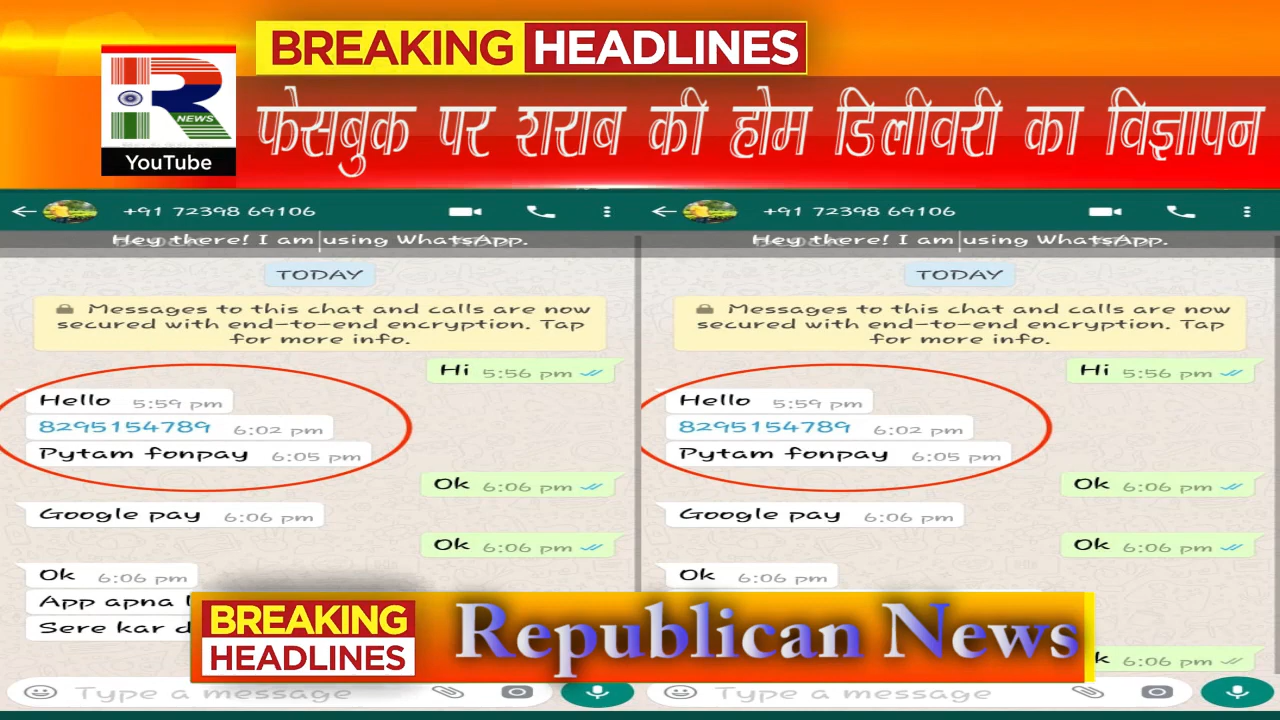 BREAKING HEADLINES
NEWS
YouTube
फेसबुक पर शराब की होम डिलीवरी का विज्ञापन
+91 72398 69106
Hey there! I am using WhatsApp.
TODAY
Messages to this chat and calls are now
secured with end-to-end encryption. Tap
for more info.
Hi 5:56 pm
Hello 5:59 pm
8295154789 6:02 pm
Pytam fonpay 6:05 pm
Ok 6:06 pm
Google pay 6:06 pm
Ok 6:06 pm
Ok 6:06 pm
App apna
Sere kar
Type a message
+91 72398 69106
Hey there! I am using WhatsApp.
TODAY
Messages to this chat and calls are now
secured with end-to-end encryption. Tap
for more info.
Hi 5:56 pm
Hello 5:59 pm
8295154789 6:02 pm
Pytam fonpay 6:05 pm
Ok 6:06 pm
Google pay 6:06 pm
Ok 6:06 pm
Ok 6:06 pm
6:06 pm
Type a message
BREAKING
HEADLINES
Republican News